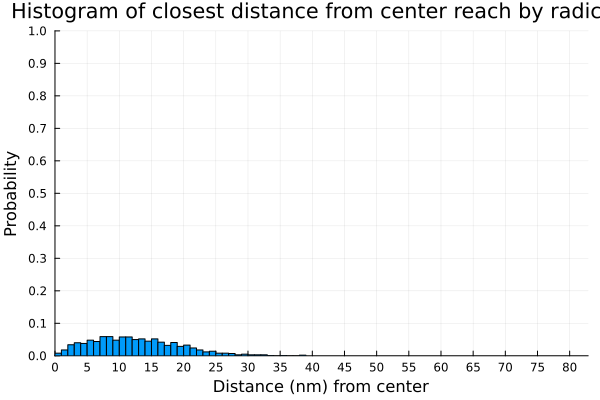 Histogram of closest distance from center reach by radic
1.0
0.9
0.8
0.7
0.6
0.5
0.4
0.3
0.2
0.1
0.0
Probability
0 5 10 15 20 25 30 35 40 45 50 55 60 65 70 75 80
Distance (nm) from center